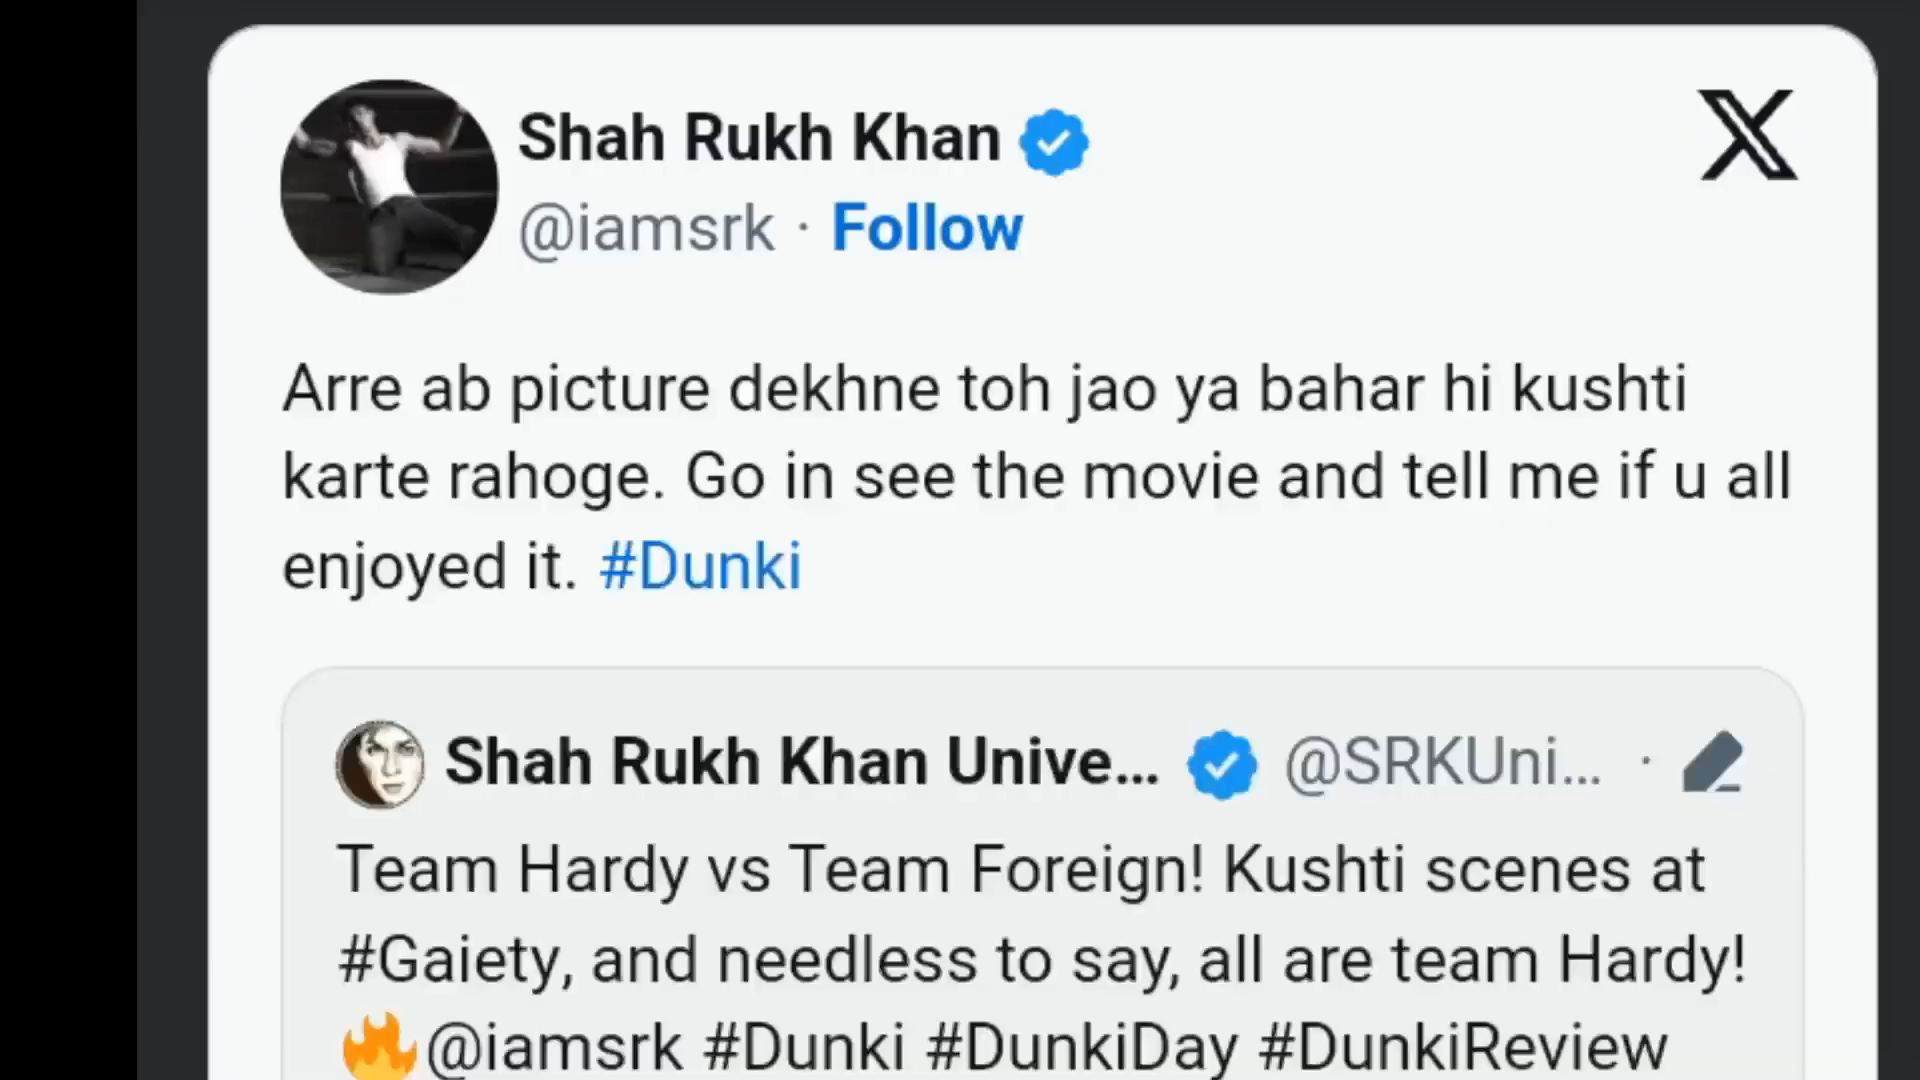 Shah Rukh Khan
@iamsrk · Follow
Arre ab picture dekhne toh jao ya bahar hi kushti
karte rahoge. Go in see the movie and tell me if u all
enjoyed it. #Dunki
Shah Rukh Khan Unive... @SRKUni... ·
Team Hardy vs Team Foreign! Kushti scenes at
#Gaiety, and needless to say, all are team Hardy!
🔥@iamsrk #Dunki #DunkiDay #DunkiReview